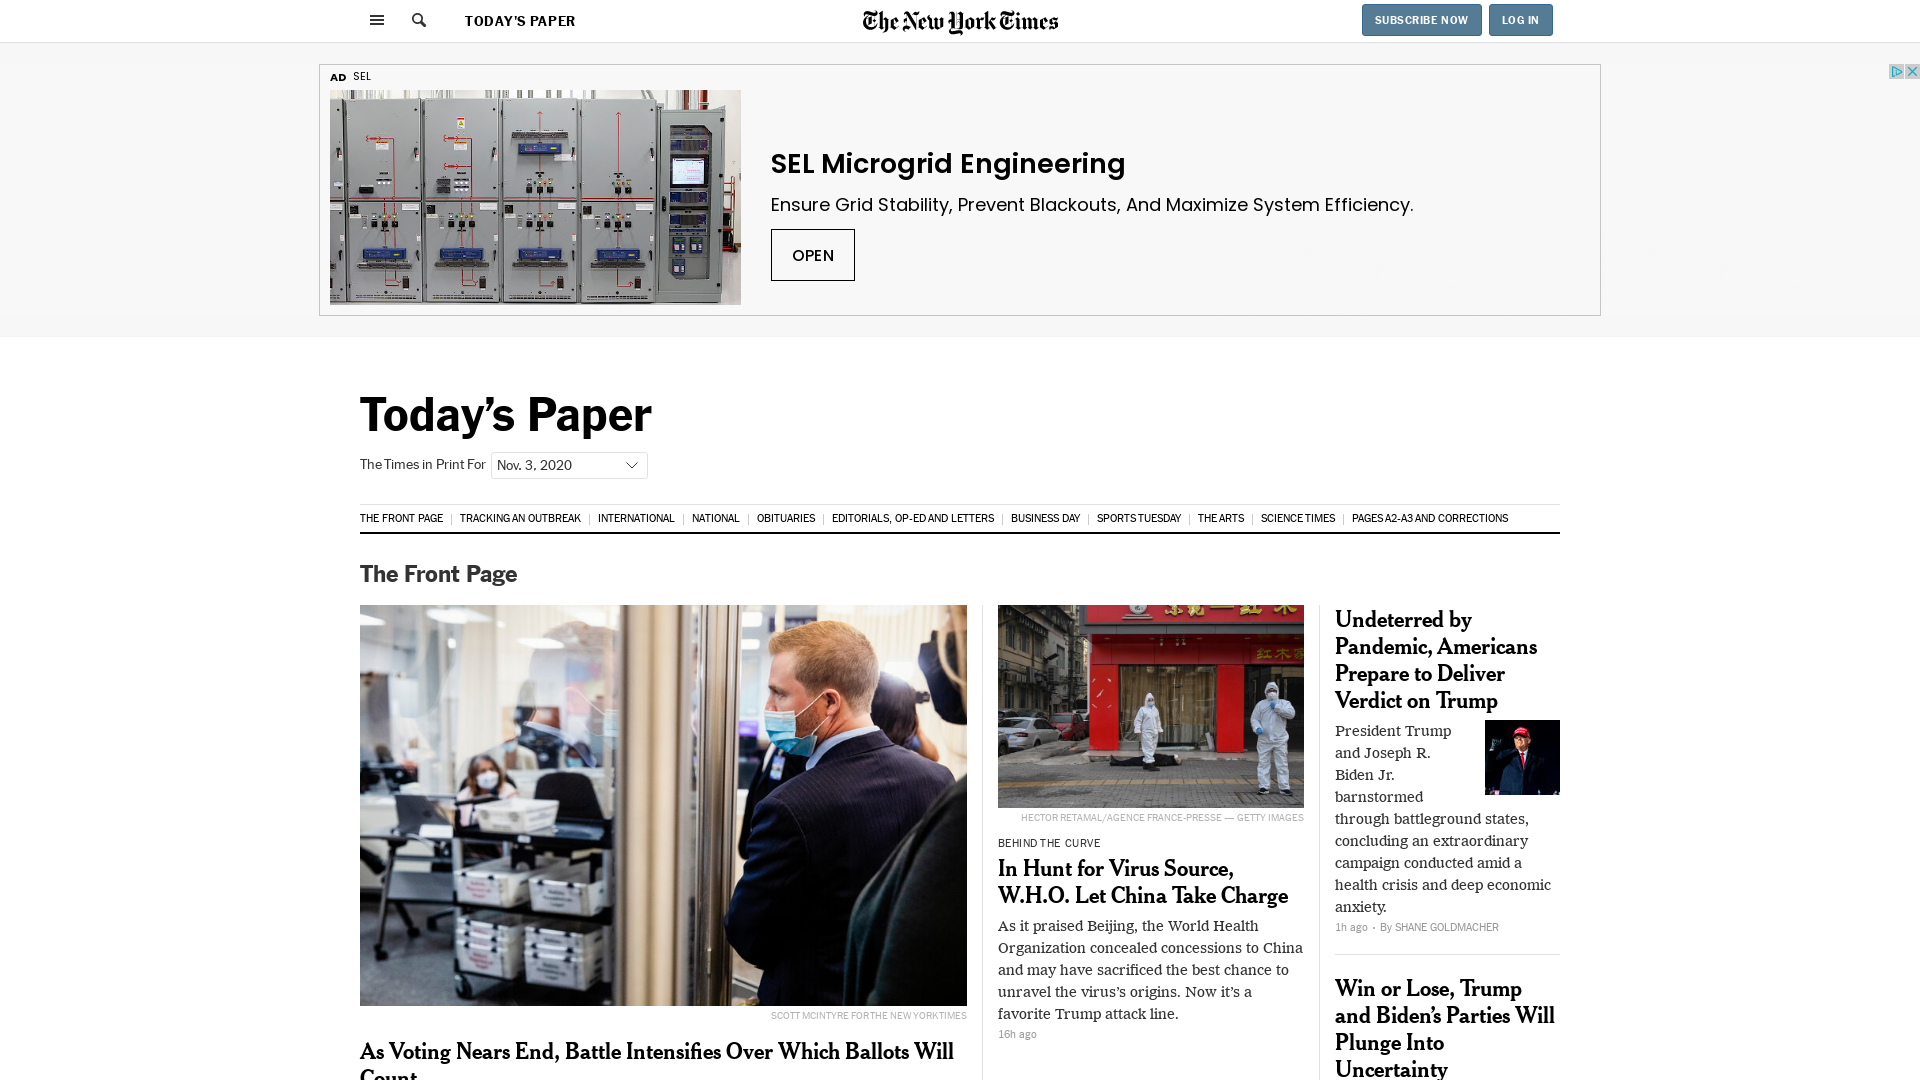 TODAY'S PAPER
The New York Times
SUBSCRIBE NOW
LOG IN
AD SEL
SEL Microgrid Engineering
Ensure Grid Stability, Prevent Blackouts, And Maximize System Efficiency.
OPEN
Today's Paper
The Times in Print For Nov. 3, 2020
THE FRONT PAGE | TRACKING AN OUTBREAK | INTERNATIONAL | NATIONAL | OBITUARIES | EDITORIALS, OP-ED AND LETTERS | BUSINESS DAY | SPORTS TUESDAY | THE ARTS | SCIENCE TIMES | PAGES A2-A3 AND CORRECTIONS
The Front Page
SCOTT MCINTYRE FOR THE NEW YORK TIMES
As Voting Nears End, Battle Intensifies Over Which Ballots Will
Count
HECTOR RETAMAL/AGENCE FRANCE-PRESSE — GETTY IMAGES
BEHIND THE CURVE
In Hunt for Virus Source,
W.H.O. Let China Take Charge
As it praised Beijing, the World Health
Organization concealed concessions to China
and may have sacrificed the best chance to
unravel the virus's origins. Now it's a
favorite Trump attack line.
16h ago
Undeterred by
Pandemic, Americans
Prepare to Deliver
Verdict on Trump
President Trump
and Joseph R.
Biden Jr.
barnstormed
through battleground states,
concluding an extraordinary
campaign conducted amid a
health crisis and deep economic
anxiety.
1h ago • By SHANE GOLDMACHER
Win or Lose, Trump
and Biden's Parties Will
Plunge Into
Uncertainty